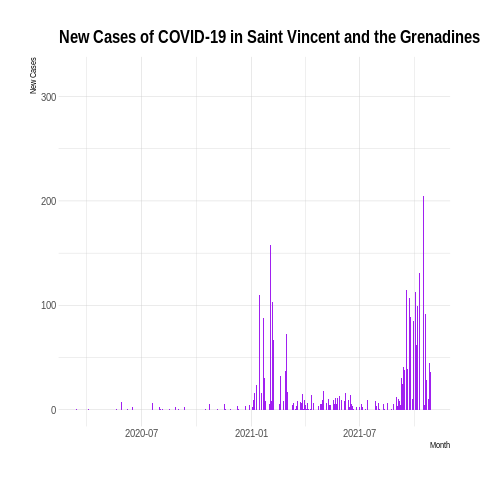 New Cases of COVID-19 in Saint Vincent and the Grenadines
New Cases
300
200
100
0
2020-07 2021-01 2021-07
Month